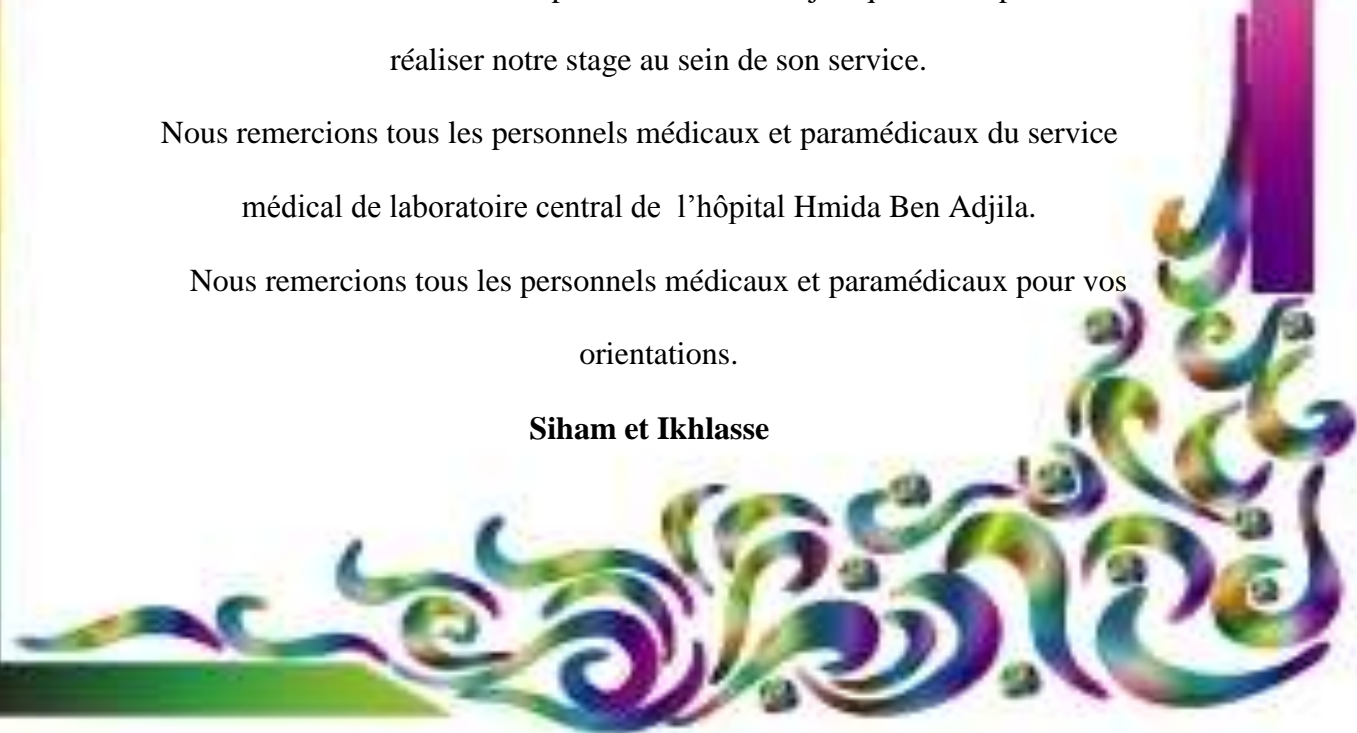 réaliser notre stage au sein de son service.
Nous remercions tous les personnels médicaux et paramédicaux du service
médical de laboratoire central de l’hôpital Hmida Ben Adjila.
Nous remercions tous les personnels médicaux et paramédicaux pour vos
orientations.
Siham et Ikhlasse